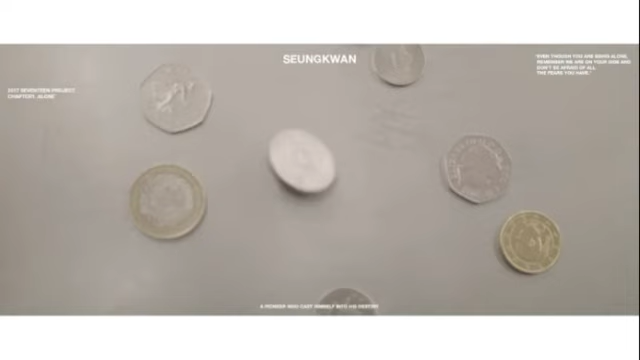 SEUNGKWAN
"EVEN THOUGH YOU ARE BEING ALONE,
REMEMBER WE ARE ON YOUR SIDE AND
DON'T BE AFRAID OF ALL
THE FEARS YOU HAVE."
2017 SEVENTEEN PROJECT
CHAPTER1. ALONE
A PIONEER WHO CAST HIMSELF INTO HIS DESTINY